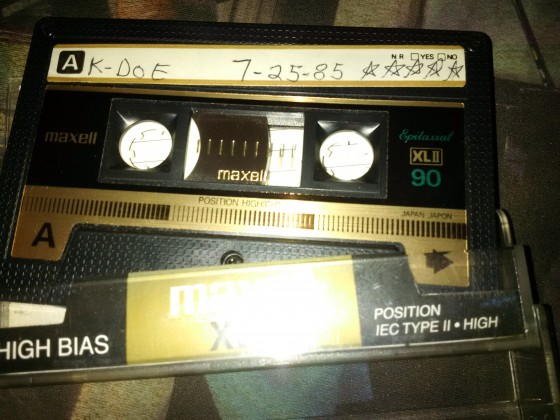 A K-DOE 7-25-85 NR YES NO
maxell
Epitaxial
XLII
90
maxell
POSITION HIGH
JAPAN JAPON
A
maxell
POSITION
IEC TYPE II • HIGH
HIGH BIAS